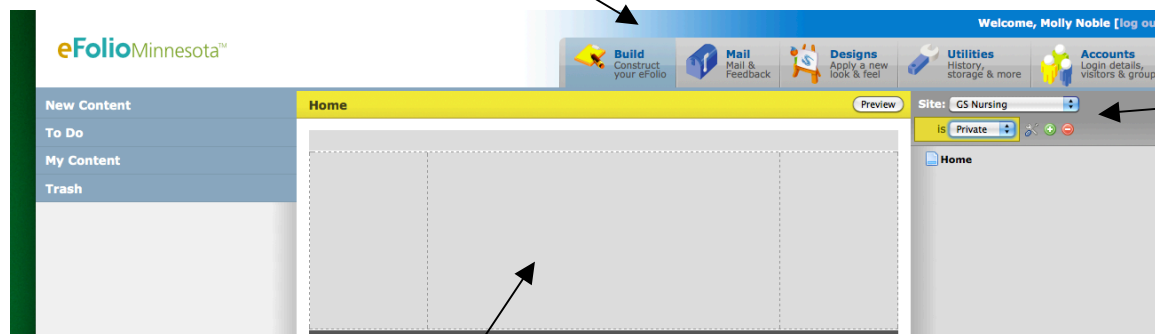 Welcome, Molly Noble [log ou
eFolioMinnesota™
Build
Construct
your eFolio
Mail
Mail &
Feedback
Designs
Apply a new
look & feel
Utilities
History,
storage & more
Accounts
Login details,
visitors & group
New Content
To Do
My Content
Trash
Home
Preview
Site: GS Nursing
is Private
Home